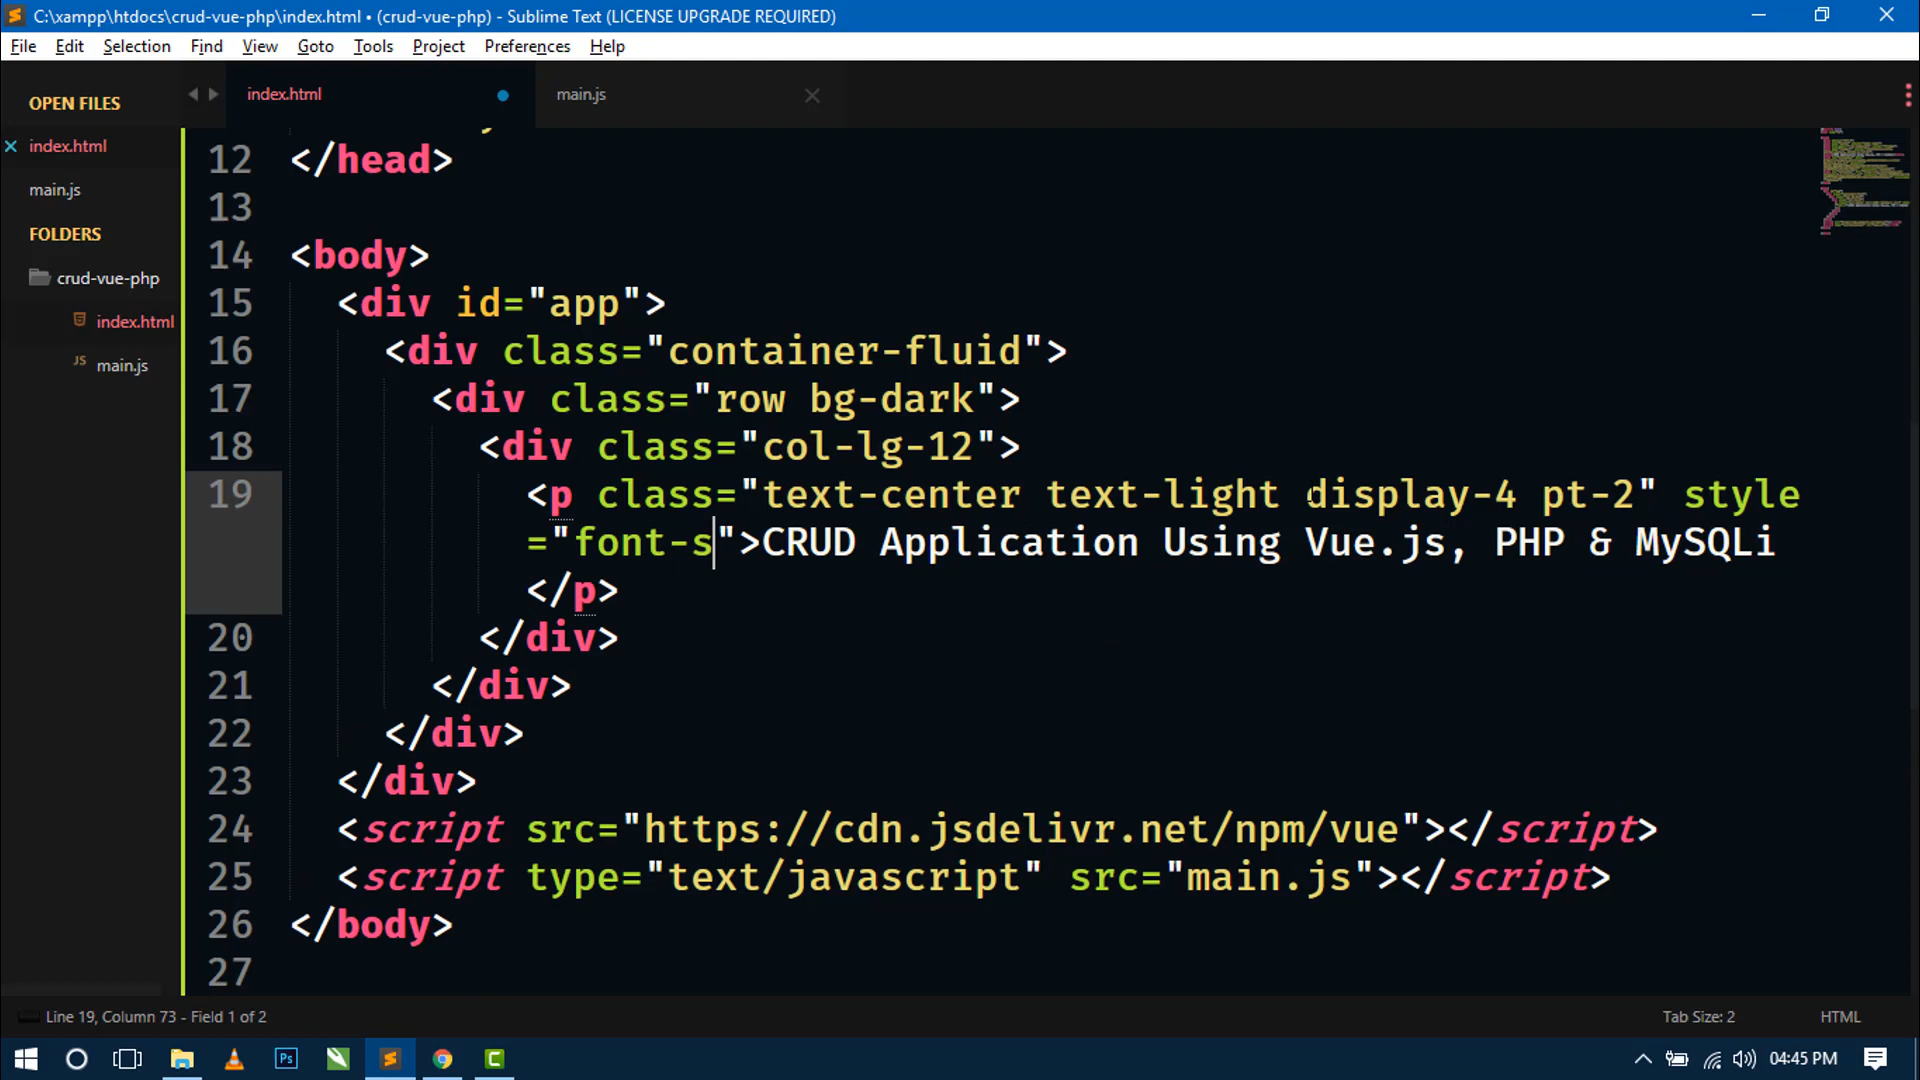 C:\xampp\htdocs\crud-vue-php\index.html • (crud-vue-php) - Sublime Text (LICENSE UPGRADE REQUIRED)
File Edit Selection Find View Goto Tools Project Preferences Help
OPEN FILES
index.html
main.js
FOLDERS
crud-vue-php
index.html
main.js
index.html
main.js
12 </head>
13
14 <body>
15 <div id="app">
16 <div class="container-fluid">
17 <div class="row bg-dark">
18 <div class="col-lg-12">
19 <p class="text-center text-light display-4 pt-2" style
="font-s">CRUD Application Using Vue.js, PHP & MySQLi
</p>
20 </div>
21 </div>
22 </div>
23 </div>
24 <script src="https://cdn.jsdelivr.net/npm/vue"></script>
25 <script type="text/javascript" src="main.js"></script>
26 </body>
27
Line 19, Column 73 - Field 1 of 2
Tab Size: 2
HTML
04:45 PM